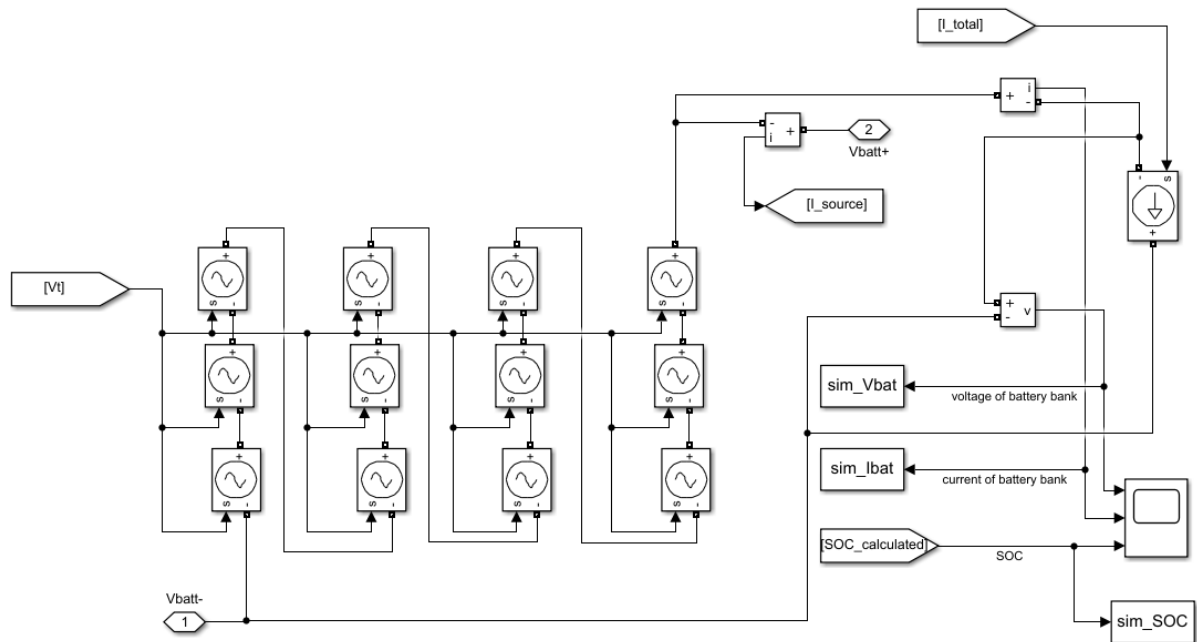 [I_total]
+
i
-
-
i
+
2
Vbatt+
-
s
+
[I_source]
+
+
+
+
[Vt]
s
-
s
-
s
-
s
-
+
-
v
+
+
+
+
s
-
s
-
s
-
s
-
sim_Vbat
voltage of battery bank
+
+
+
+
s
-
s
-
s
-
s
-
sim_Ibat
current of battery bank
[SOC_calculated]
SOC
Vbatt-
1
sim_SOC